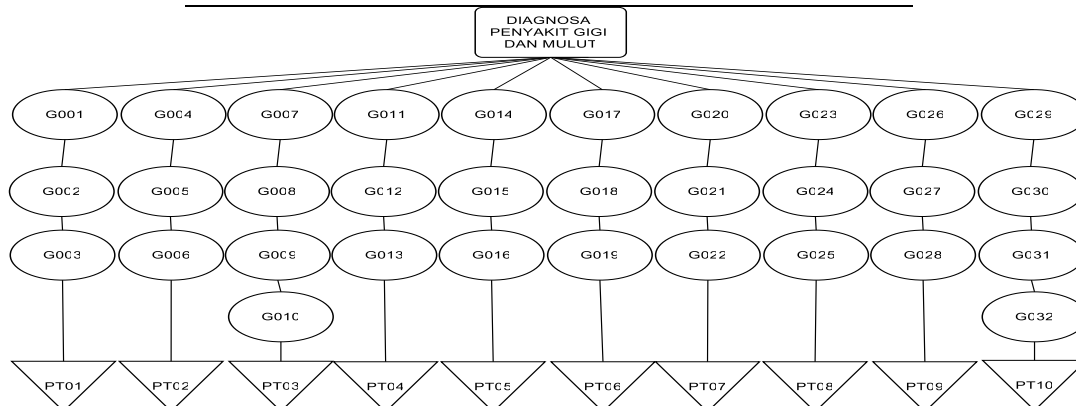 DIAGNOSA
PENYAKIT GIGI
DAN MULUT
G001 G004 G007 G011 G014 G017 G020 G023 G026 G029
G002 G005 G008 G012 G015 G018 G021 G024 G027 G030
G003 G006 G009 G013 G016 G019 G022 G025 G028 G031
G010 G032
PT01 PT02 PT03 PT04 PT05 PT06 PT07 PT08 PT09 PT10